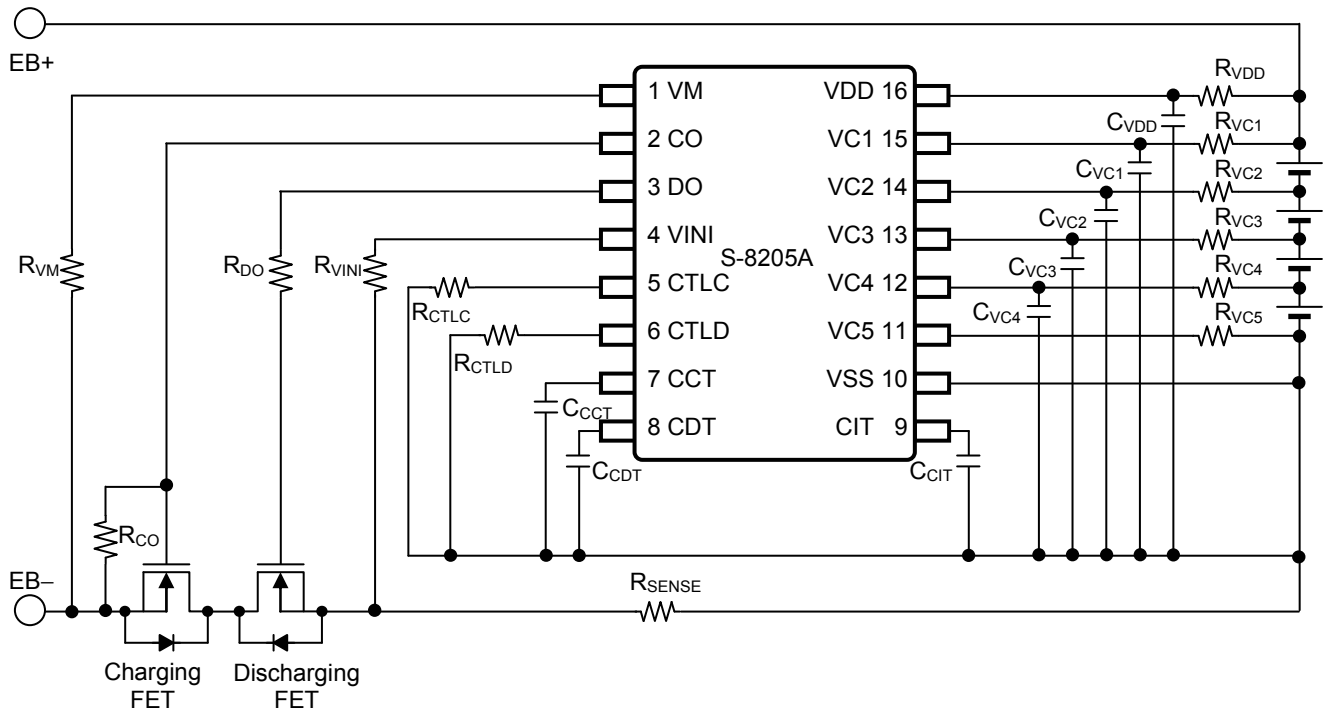 EB+
1 VM
VDD 16
RVDD
2 CO
VC1 15
CVDD
RVC1
3 DO
VC2 14
CVC1
RVC2
4 VINI
VC3 13
CVC2
RVC3
RVM
RDO
RVINI
S-8205A
5 CTLC
VC4 12
CVC3
RVC4
RCTLC
6 CTLD
VC5 11
CVC4
RVC5
RCTLD
7 CCT
VSS 10
CCCT
8 CDT
CIT 9
CCDT
CCIT
RCO
EB–
RSENSE
Charging
FET
Discharging
FET